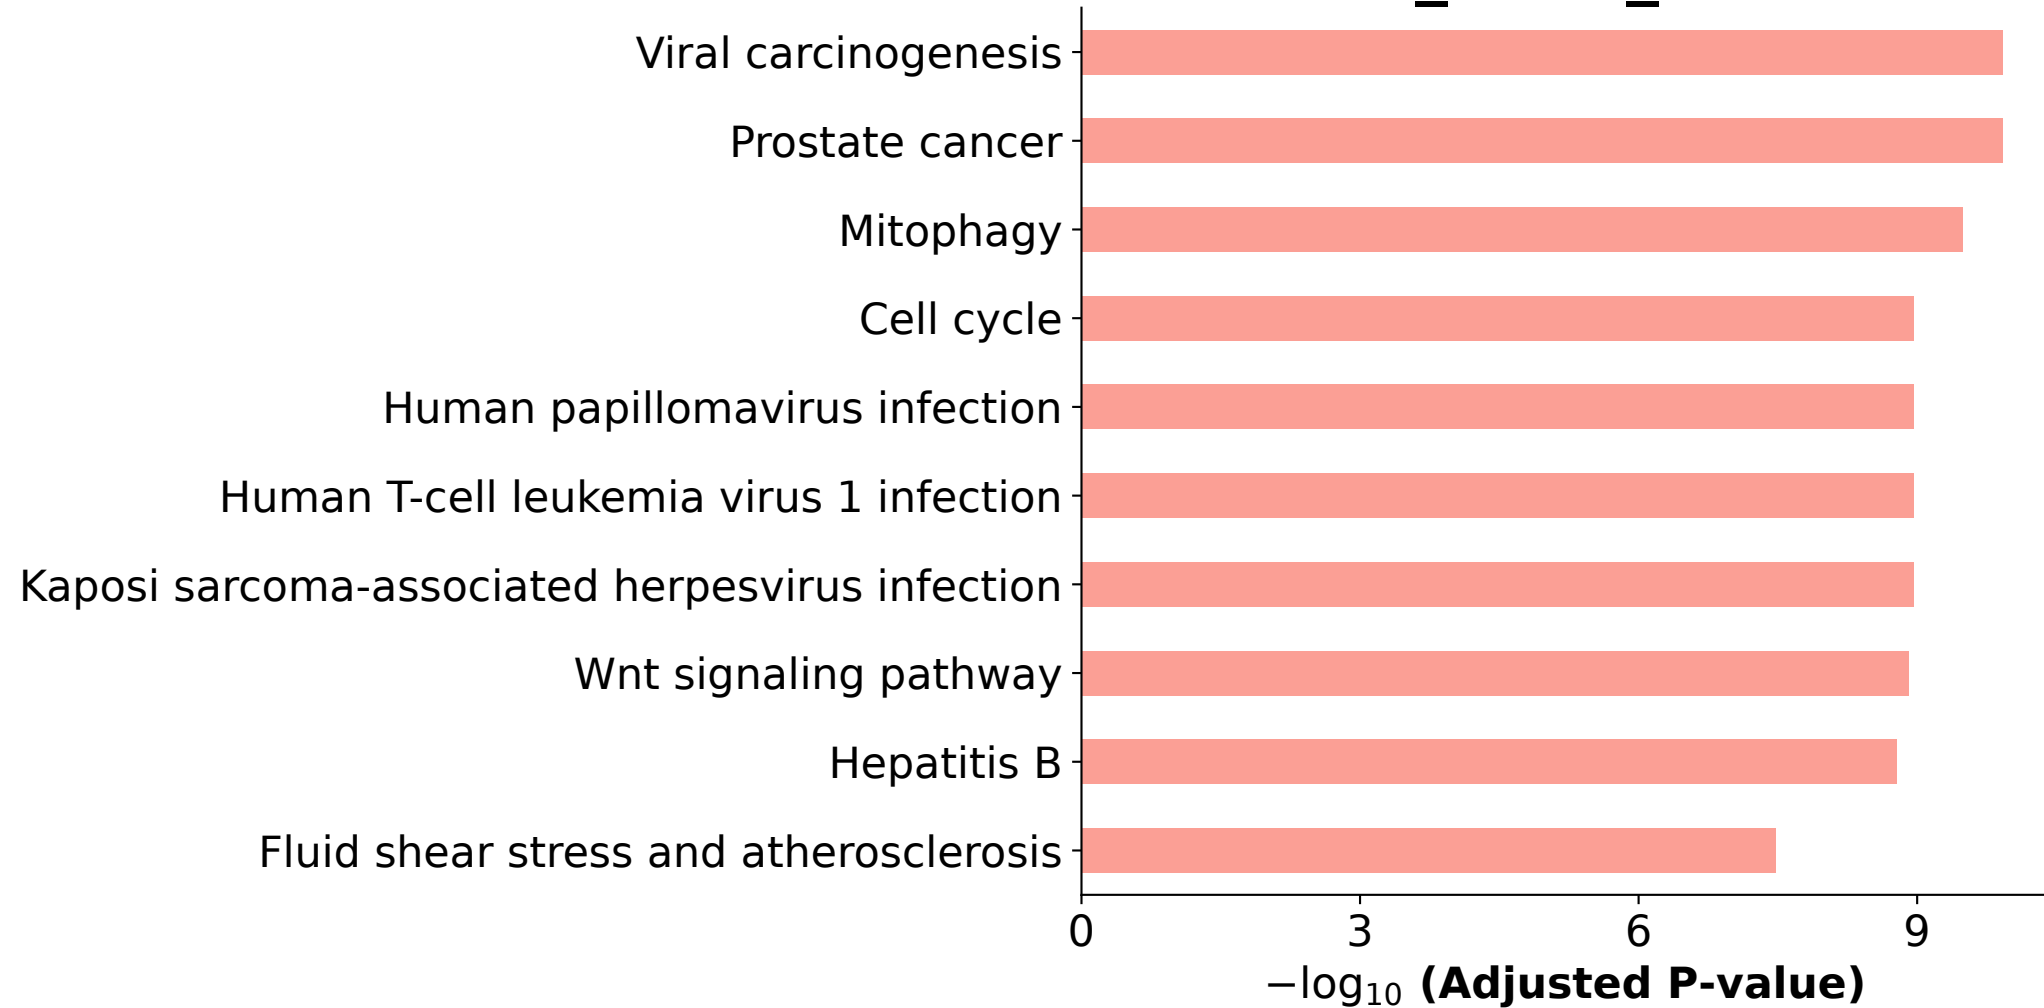 Viral carcinogenesis
Prostate cancer
Mitophagy
Cell cycle
Human papillomavirus infection
Human T-cell leukemia virus 1 infection
Kaposi sarcoma-associated herpesvirus infection
Wnt signaling pathway
Hepatitis B
Fluid shear stress and atherosclerosis
0 3 6 9
−log₁₀ (Adjusted P-value)